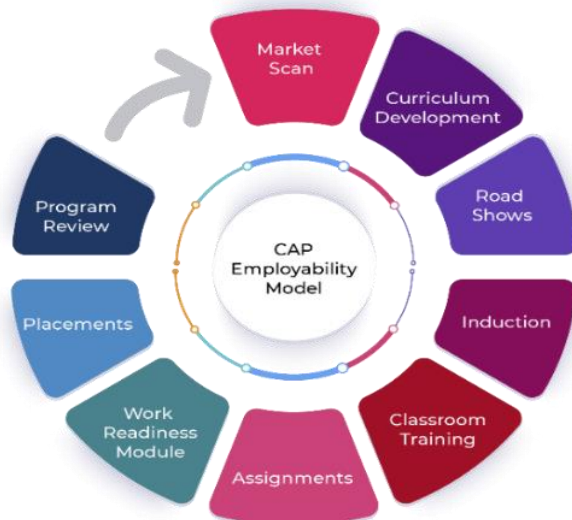 Market
Scan
Curriculum
Development
Road
Shows
Induction
Classroom
Training
Assignments
Work
Readiness
Module
Placements
Program
Review
CAP
Employability
Model